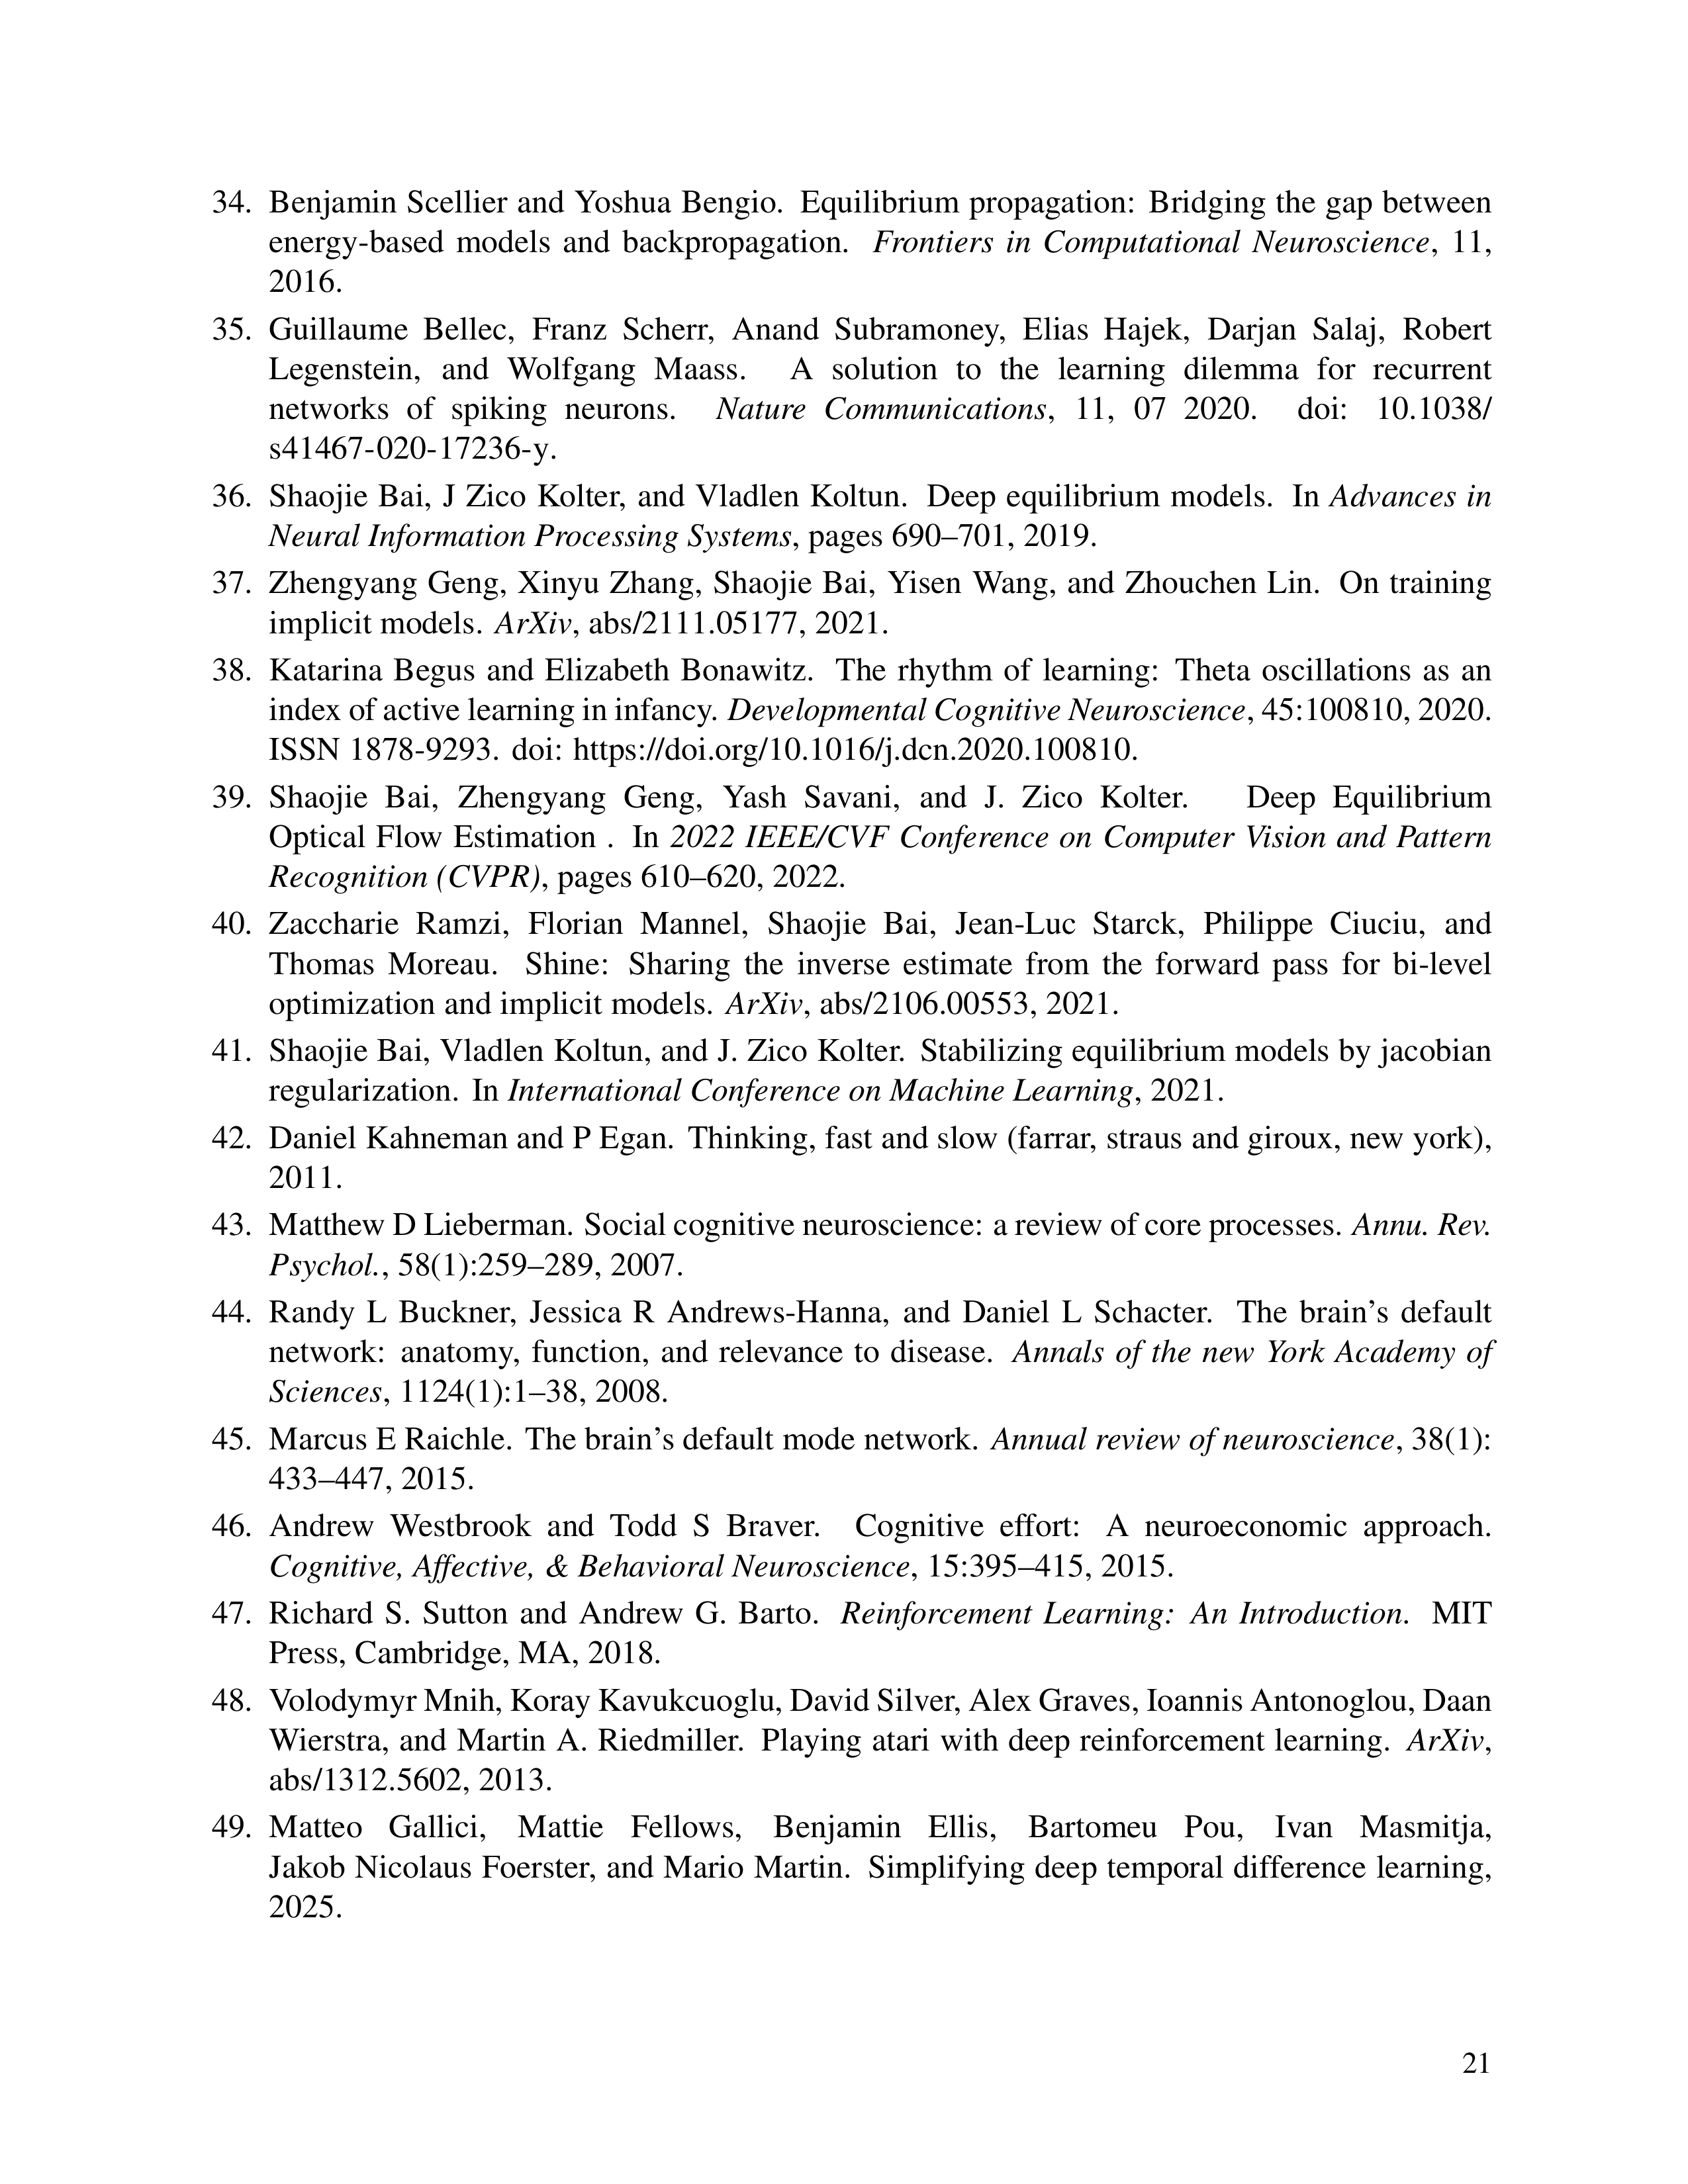 34. Benjamin Scellier and Yoshua Bengio. Equilibrium propagation: Bridging the gap between
energy-based models and backpropagation. Frontiers in Computational Neuroscience, 11,
2016.
35. Guillaume Bellec, Franz Scherr, Anand Subramoney, Elias Hajek, Darjan Salaj, Robert
Legenstein, and Wolfgang Maass. A solution to the learning dilemma for recurrent
networks of spiking neurons. Nature Communications, 11, 07 2020. doi: 10.1038/
s41467-020-17236-y.
36. Shaojie Bai, J Zico Kolter, and Vladlen Koltun. Deep equilibrium models. In Advances in
Neural Information Processing Systems, pages 690–701, 2019.
37. Zhengyang Geng, Xinyu Zhang, Shaojie Bai, Yisen Wang, and Zhouchen Lin. On training
implicit models. ArXiv, abs/2111.05177, 2021.
38. Katarina Begus and Elizabeth Bonawitz. The rhythm of learning: Theta oscillations as an
index of active learning in infancy. Developmental Cognitive Neuroscience, 45:100810, 2020.
ISSN 1878-9293. doi: https://doi.org/10.1016/j.dcn.2020.100810.
39. Shaojie Bai, Zhengyang Geng, Yash Savani, and J. Zico Kolter. Deep Equilibrium
Optical Flow Estimation . In 2022 IEEE/CVF Conference on Computer Vision and Pattern
Recognition (CVPR), pages 610–620, 2022.
40. Zaccharie Ramzi, Florian Mannel, Shaojie Bai, Jean-Luc Starck, Philippe Ciuciu, and
Thomas Moreau. Shine: Sharing the inverse estimate from the forward pass for bi-level
optimization and implicit models. ArXiv, abs/2106.00553, 2021.
41. Shaojie Bai, Vladlen Koltun, and J. Zico Kolter. Stabilizing equilibrium models by jacobian
regularization. In International Conference on Machine Learning, 2021.
42. Daniel Kahneman and P Egan. Thinking, fast and slow (farrar, straus and giroux, new york),
2011.
43. Matthew D Lieberman. Social cognitive neuroscience: a review of core processes. Annu. Rev.
Psychol., 58(1):259–289, 2007.
44. Randy L Buckner, Jessica R Andrews-Hanna, and Daniel L Schacter. The brain's default
network: anatomy, function, and relevance to disease. Annals of the new York Academy of
Sciences, 1124(1):1–38, 2008.
45. Marcus E Raichle. The brain's default mode network. Annual review of neuroscience, 38(1):
433–447, 2015.
46. Andrew Westbrook and Todd S Braver. Cognitive effort: A neuroeconomic approach.
Cognitive, Affective, & Behavioral Neuroscience, 15:395–415, 2015.
47. Richard S. Sutton and Andrew G. Barto. Reinforcement Learning: An Introduction. MIT
Press, Cambridge, MA, 2018.
48. Volodymyr Mnih, Koray Kavukcuoglu, David Silver, Alex Graves, Ioannis Antonoglou, Daan
Wierstra, and Martin A. Riedmiller. Playing atari with deep reinforcement learning. ArXiv,
abs/1312.5602, 2013.
49. Matteo Gallici, Mattie Fellows, Benjamin Ellis, Bartomeu Pou, Ivan Masmitja,
Jakob Nicolaus Foerster, and Mario Martin. Simplifying deep temporal difference learning,
2025.
21